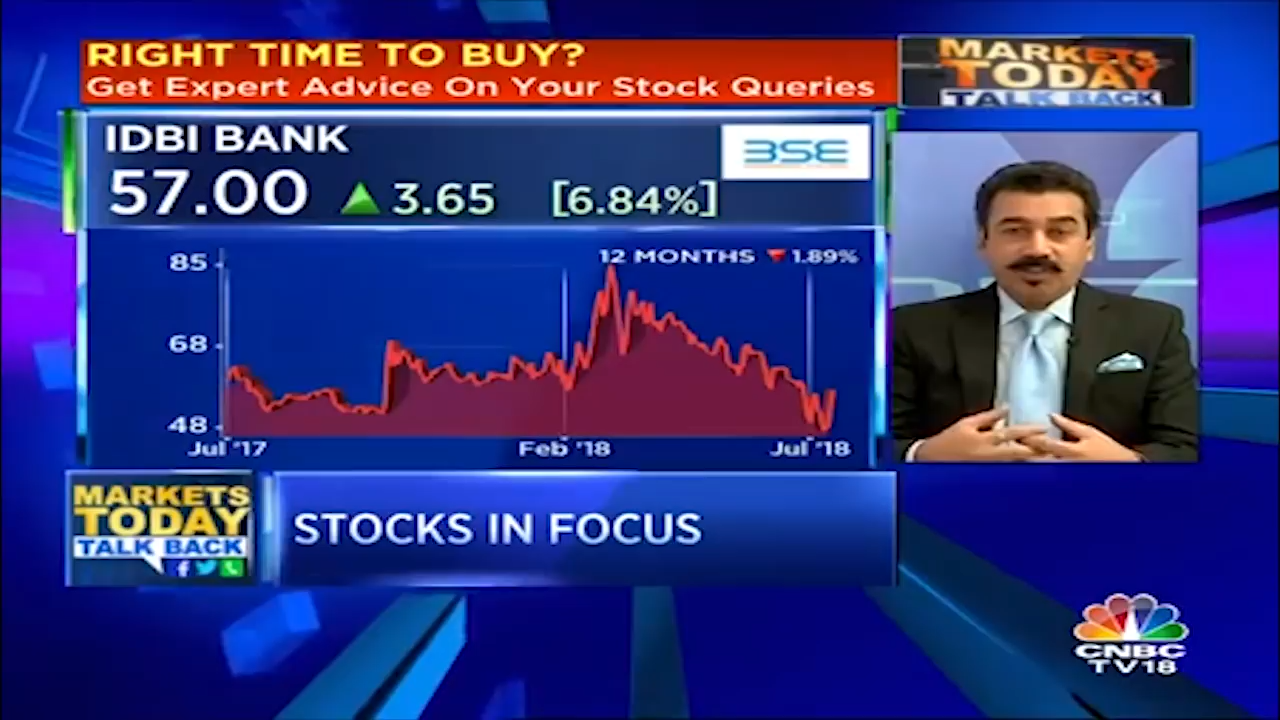 RIGHT TIME TO BUY?
Get Expert Advice On Your Stock Queries
MARKETS
TODAY
TALK BACK
IDBI BANK
BSE
57.00 ▲ 3.65 [6.84%]
12 MONTHS ▼ 1.89%
85
68
48
Jul '17 Feb '18 Jul '18
MARKETS
TODAY
TALK BACK
STOCKS IN FOCUS
CNBC
TV18